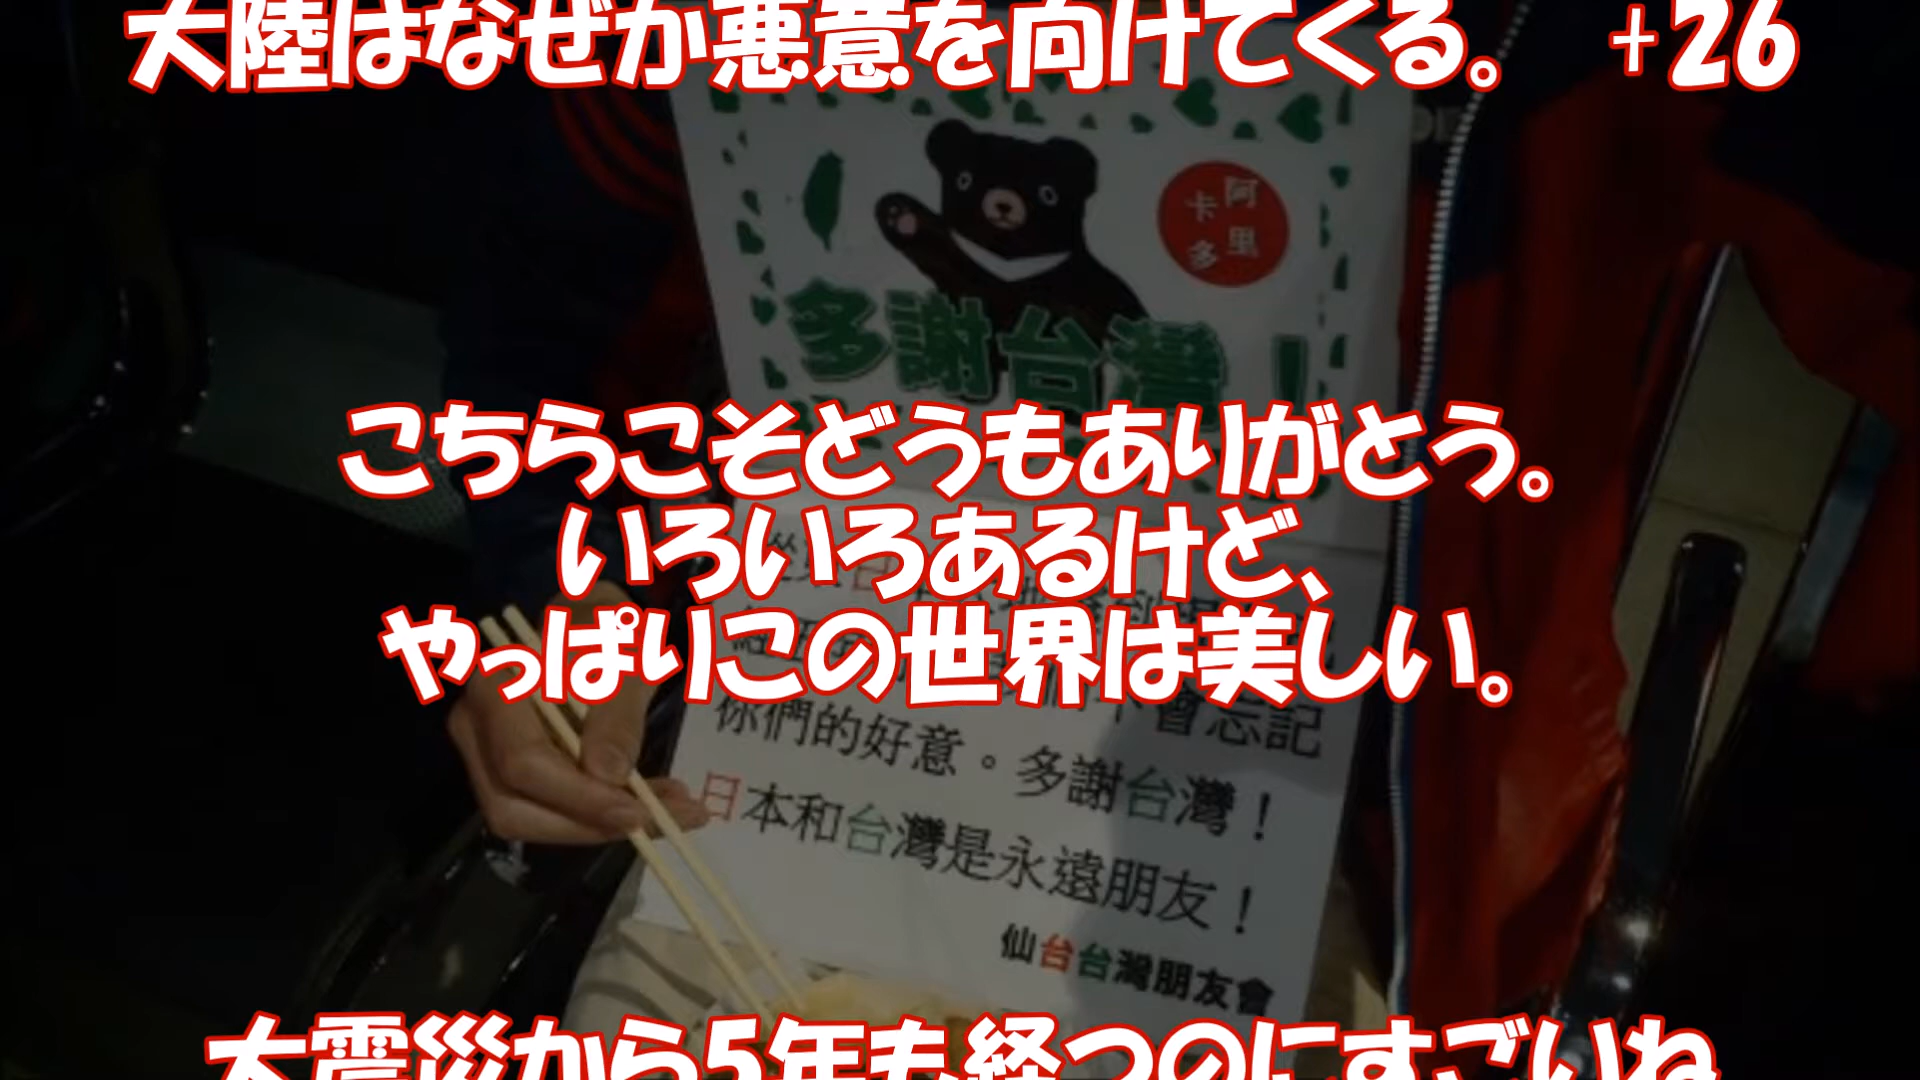 大陸はなぜか悪意を向けてくる。 +26
阿里
卡多
多謝台灣!
こちらこそどうもありがとう。
いろいろあるけど、
やっぱりこの世界は美しい。
會忘記
你們的好意。多謝台灣!
日本和台灣是永遠朋友!
仙台台灣朋友會
大震災から5年も経つのにすごいね